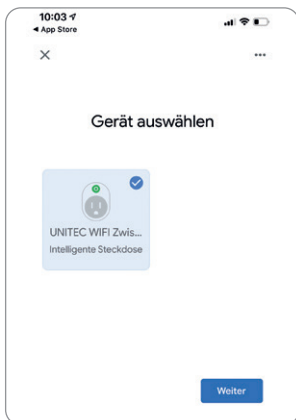 10:03
◀ App Store
Gerät auswählen
UNITEC WIFI Zwis...
Intelligente Steckdose
Weiter